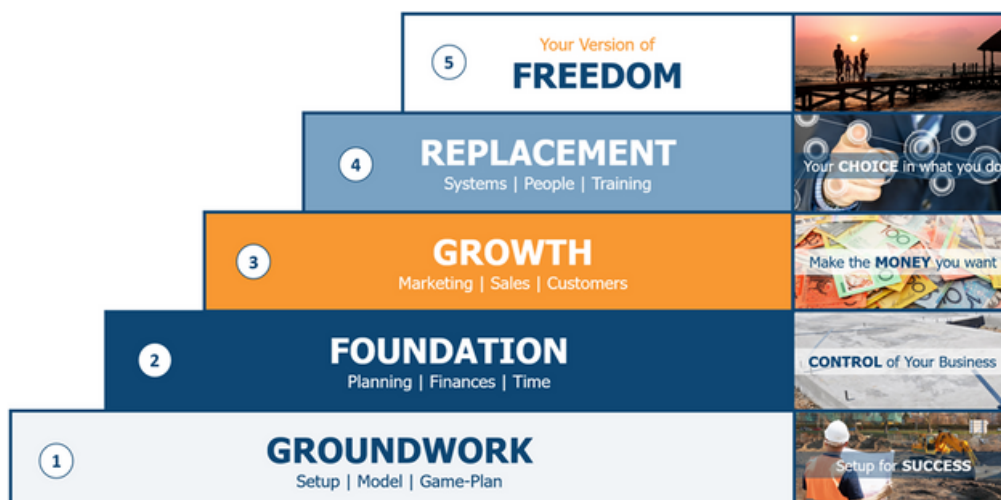 5
Your Version of
FREEDOM
4
REPLACEMENT
Systems | People | Training
Your CHOICE in what you do
3
GROWTH
Marketing | Sales | Customers
Make the MONEY you want
2
FOUNDATION
Planning | Finances | Time
CONTROL of Your Business
1
GROUNDWORK
Setup | Model | Game-Plan
Setup for SUCCESS